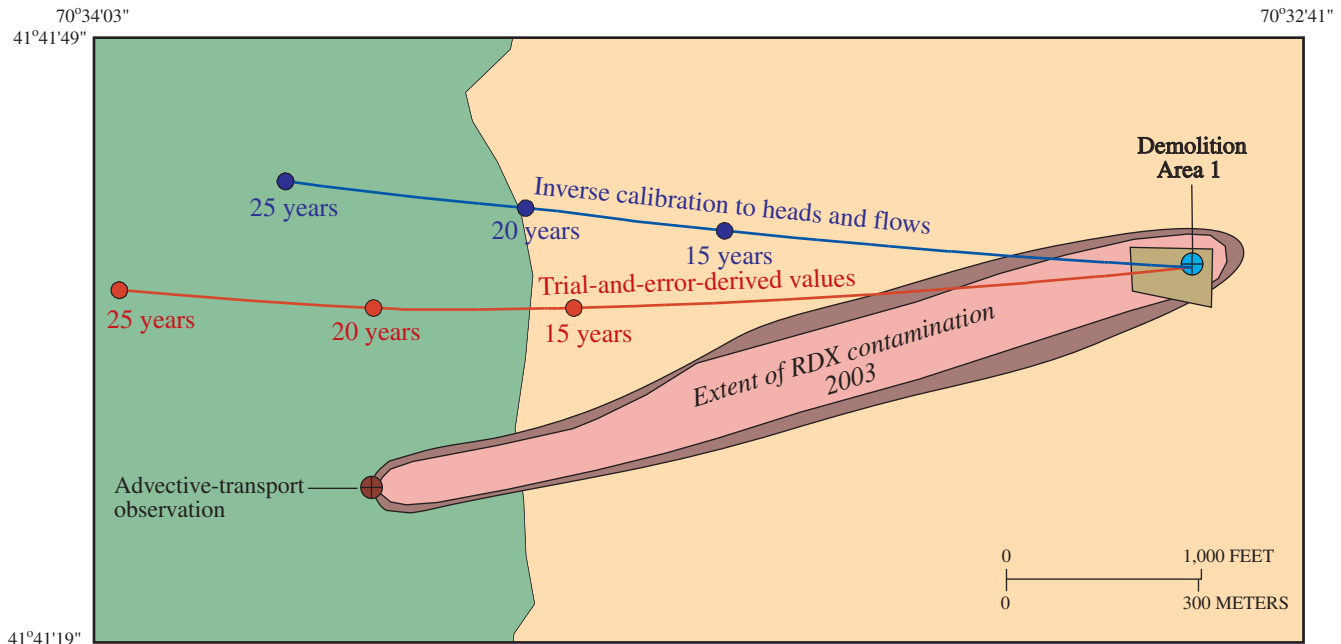 70°34'03"
70°32'41"
41°41'49"
Demolition
Area 1
Inverse calibration to heads and flows
25 years
20 years
15 years
Trial-and-error-derived values
25 years
20 years
15 years
Extent of RDX contamination
2003
Advective-transport
observation
0 1,000 FEET
0 300 METERS
41°41'19"